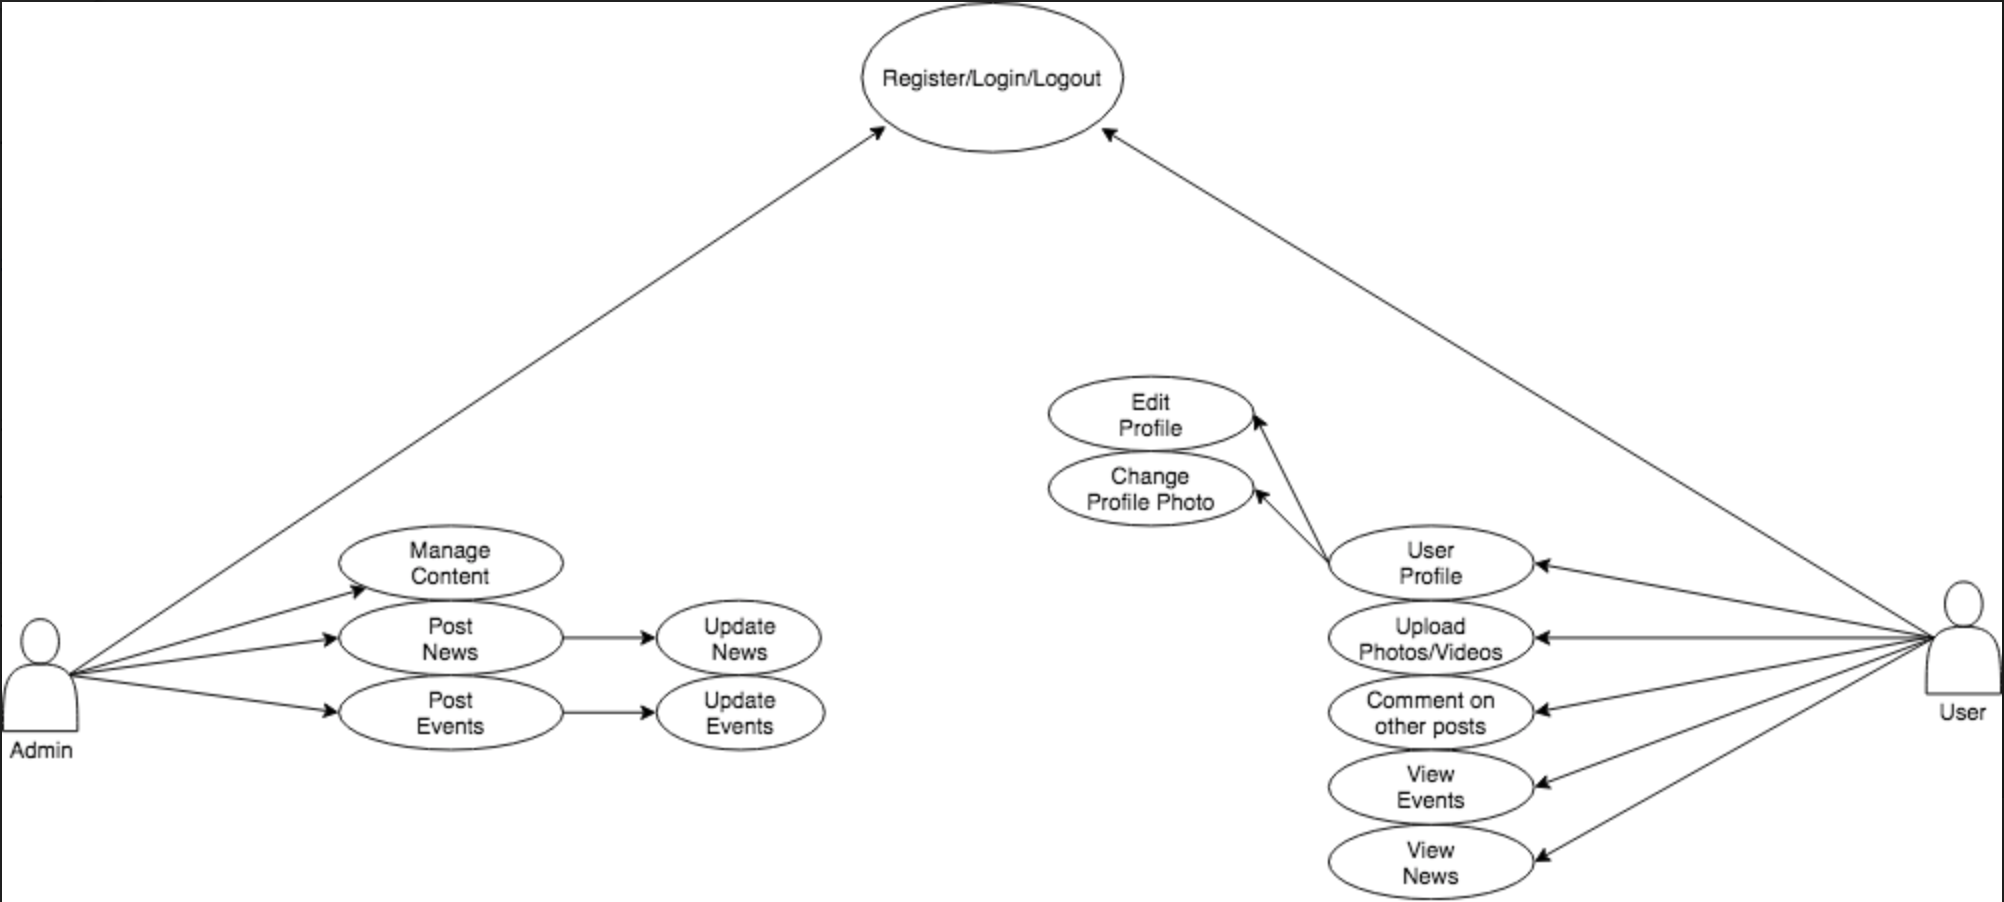 Register/Login/Logout
Edit
Profile
Change
Profile Photo
Manage
Content
Post
News
Post
Events
Update
News
Update
Events
User
Profile
Upload
Photos/Videos
Comment on
other posts
View
Events
View
News
Admin
User